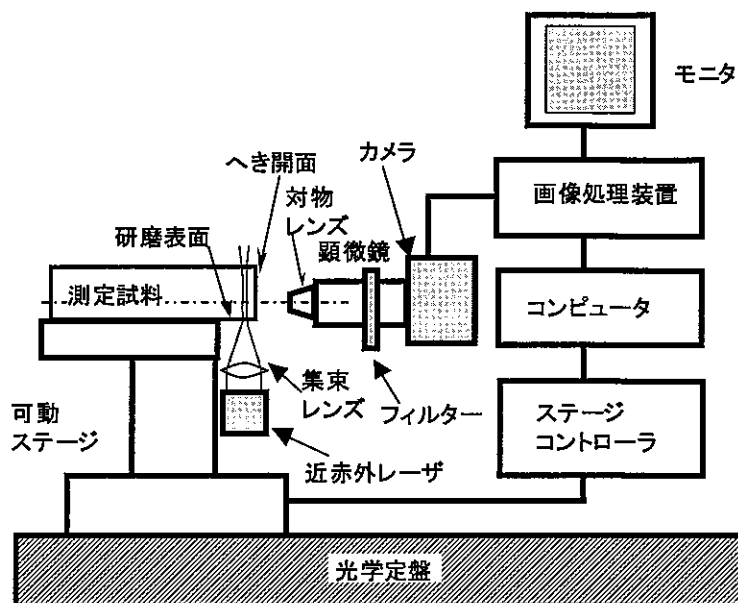 モニタ
カメラ
へき開面
対物
レンズ
画像処理装置
研磨表面
顕微鏡
測定試料
コンピュータ
集束
レンズ
フィルター
可動
ステージ
ステージ
コントローラ
近赤外レーザ
光学定盤